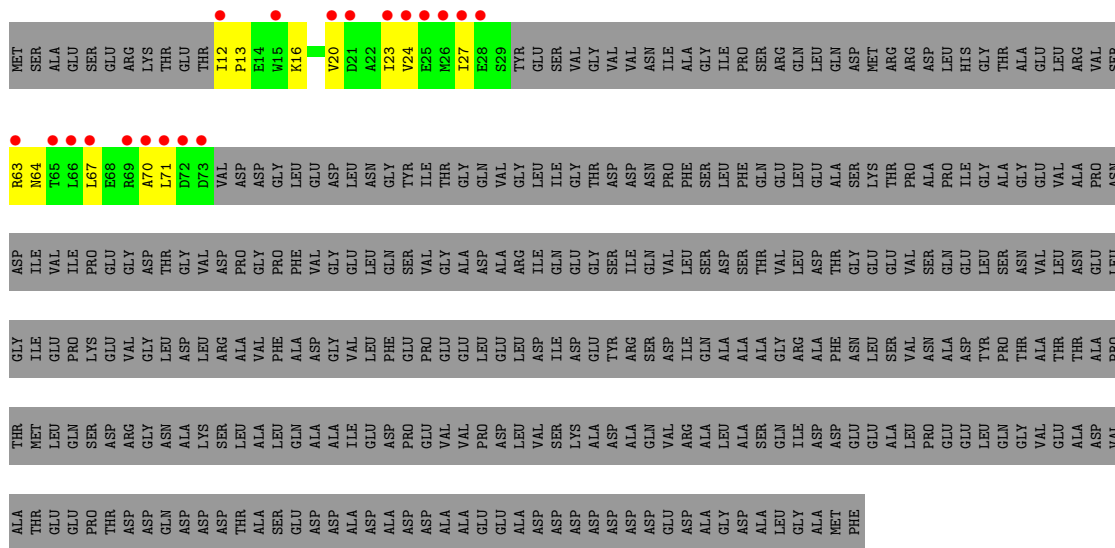 MET SER ALA GLU SER GLU ARG LYS THR GLU THR I12 P13 E14 W15 K16 V20 D21 A22 I23 V24 E25 M26 I27 E28 S29 TYR GLU SER VAL GLY VAL VAL ASN ILE ALA GLY ILE PRO SER ARG GLN LEU GLN ASP MET ARG ARG ASP LEU HIS GLY THR ALA GLU LEU ARG VAL SER
R63 N64 T65 L66 L67 E68 R69 A70 L71 D72 D73 VAL ASP ASP GLY LEU GLU ASP LEU ASN GLY TYR ILE THR GLY GLN VAL GLY LEU ILE GLY THR ASP ASP ASN PRO PHE SER LEU PHE GLN GLU LEU GLU ALA SER LYS THR PRO ALA PRO ILE GLY ALA GLY GLU VAL ALA PRO ASN
ASP ILE VAL ILE PRO GLU GLY ASP THR GLY VAL ASP PRO GLY PRO PHE VAL GLY GLU LEU GLN SER VAL GLY ALA ASP ALA ARG ILE GLN GLU GLY SER ILE GLN VAL LEU SER ASP SER THR VAL LEU ASP THR GLY GLU GLU VAL SER GLN GLU LEU SER ASN VAL LEU ASN GLU LEU
GLY ILE GLU PRO LYS GLU VAL GLY LEU ASP LEU ARG ALA VAL PHE ALA ASP GLY VAL LEU PHE GLU PRO GLU GLU LEU GLU LEU ASP ILE ASP GLU TYR ARG SER ASP ILE GLN ALA ALA ALA GLY ARG ALA PHE ASN LEU SER VAL ASN ALA ASP TYR PRO THR ALA THR THR ALA PRO
THR MET LEU GLN SER ASP ARG GLY ASN ALA LYS SER LEU ALA LEU GLN ALA ALA ILE GLU ASP PRO GLU VAL VAL PRO ASP LEU VAL SER LYS ALA ASP ALA GLN VAL ARG ALA LEU ALA SER GLN ILE ASP ASP GLU GLU ALA LEU PRO GLU GLU LEU GLN GLY VAL GLU ALA ASP VAL
ALA THR GLU GLU PRO THR ASP ASP GLN ASP ASP THR ALA SER GLU ASP ASP ALA ASP ALA ASP ASP ALA ALA GLU GLU ALA ASP ASP ASP ASP ASP ASP GLU ASP ALA GLY ASP ALA LEU GLY ALA MET PHE